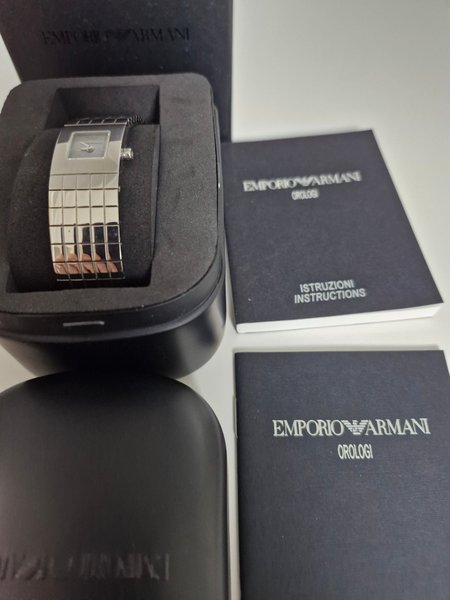 EMPORIO ARMANI
EMPORIO ARMANI
OROLOGI
ISTRUZIONI
INSTRUCTIONS
EMPORIO ARMANI
OROLOGI